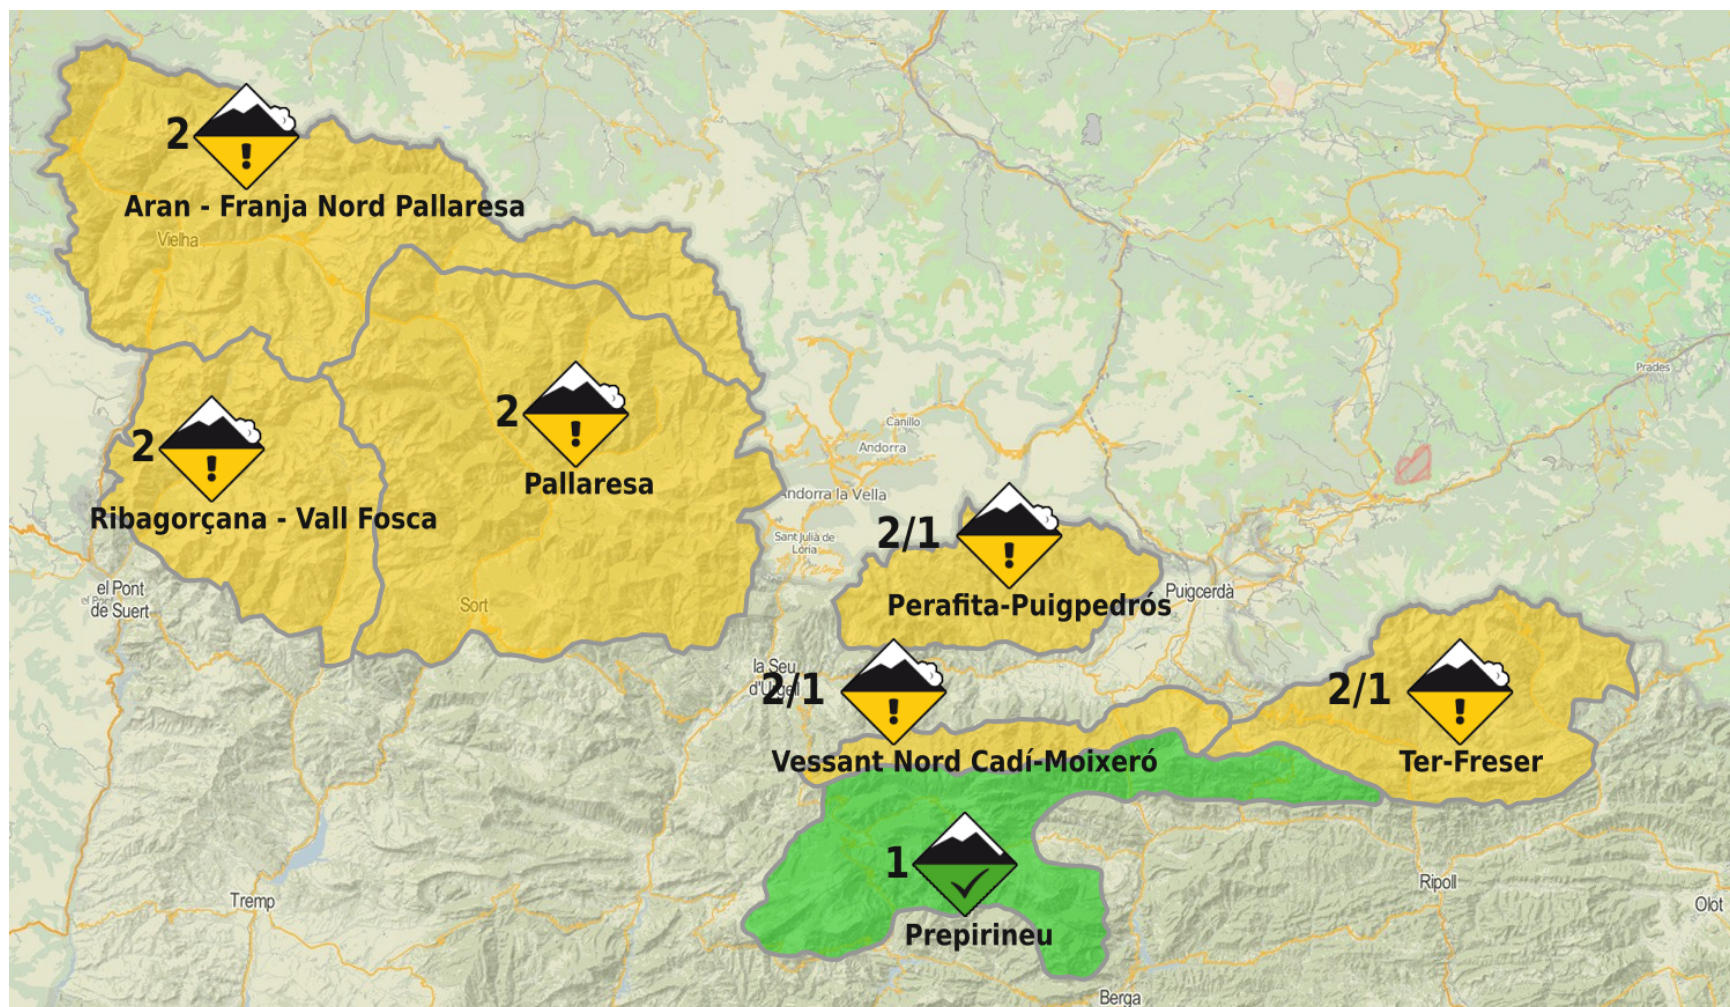 2
Aran - Franja Nord Pallaresa
Vielha
2
Pallaresa
2
Ribagorçana - Vall Fosca
Prades
Canillo
Andorra
Andorra la Vella
Sant Julià de
Lòria
2/1
Perafita-Puigpedrós
Puigcerdà
el Pont
de Suert
Sort
la Seu
d'Urgell
2/1
Vessant Nord Cadí-Moixeró
2/1
Ter-Freser
1
Prepirineu
Tremp
Ripoll
Olot
Berga